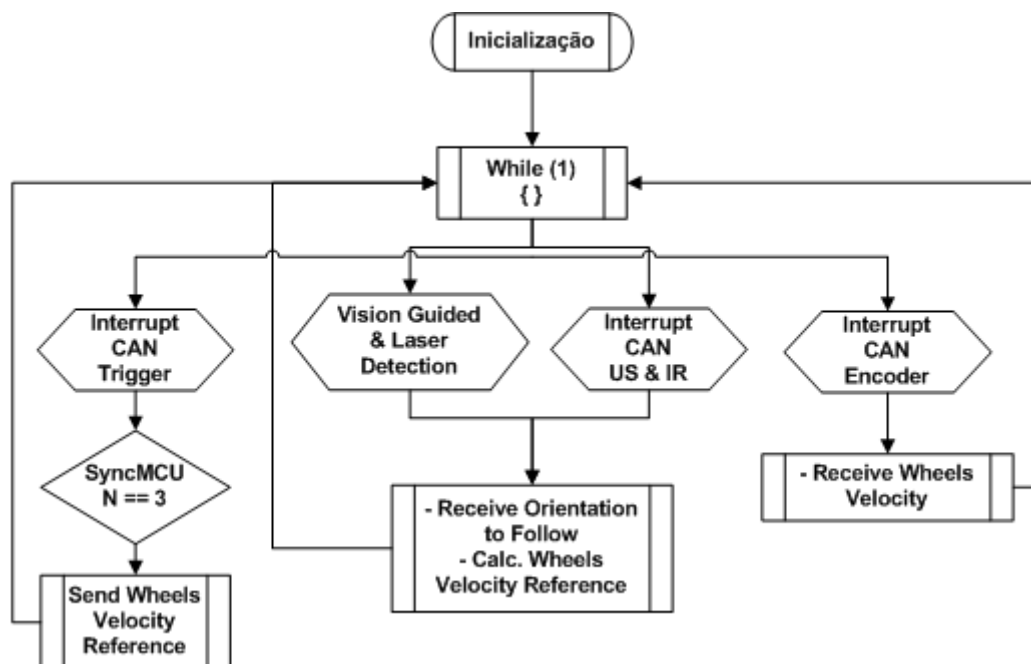 Inicialização
While (1)
{ }
Interrupt
CAN
Trigger
Vision Guided
& Laser
Detection
Interrupt
CAN
US & IR
Interrupt
CAN
Encoder
SyncMCU
N == 3
- Receive Wheels
Velocity
- Receive Orientation
to Follow
- Calc. Wheels
Velocity Reference
Send Wheels
Velocity
Reference